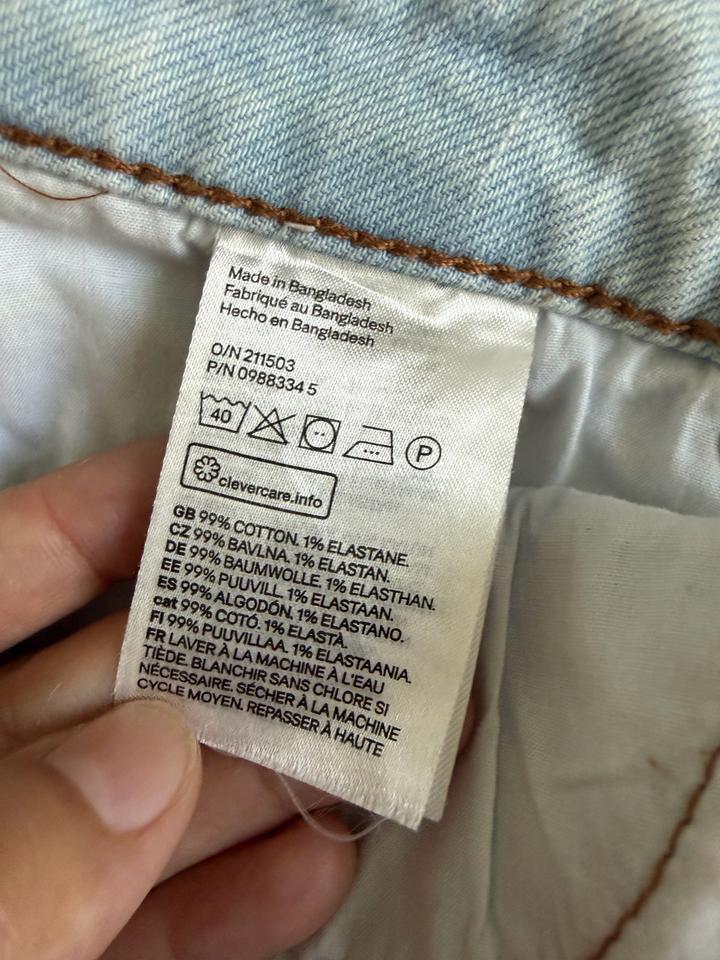 Made in Bangladesh
Fabriqué au Bangladesh
Hecho en Bangladesh
O/N 211503
P/N 0988334 5
40 P
clevercare.info
GB 99% COTTON. 1% ELASTANE.
CZ 99% BAVLNA. 1% ELASTAN.
DE 99% BAUMWOLLE. 1% ELASTHAN.
EE 99% PUUVILL. 1% ELASTAAN.
ES 99% ALGODÓN. 1% ELASTANO.
cat 99% COTÓ. 1% ELASTÀ.
FI 99% PUUVILLAA. 1% ELASTAANIA.
FR LAVER À LA MACHINE À L'EAU
TIÈDE. BLANCHIR SANS CHLORE SI
NÉCESSAIRE. SÉCHER À LA MACHINE
CYCLE MOYEN. REPASSER À HAUTE